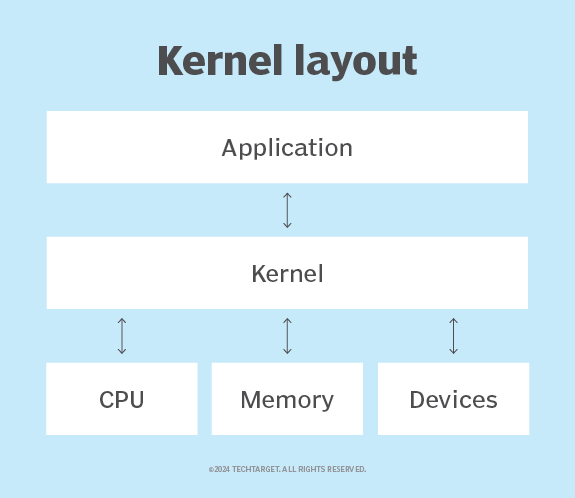 Kernel layout
Application
Kernel
CPU
Memory
Devices
©2024 TECHTARGET. ALL RIGHTS RESERVED.